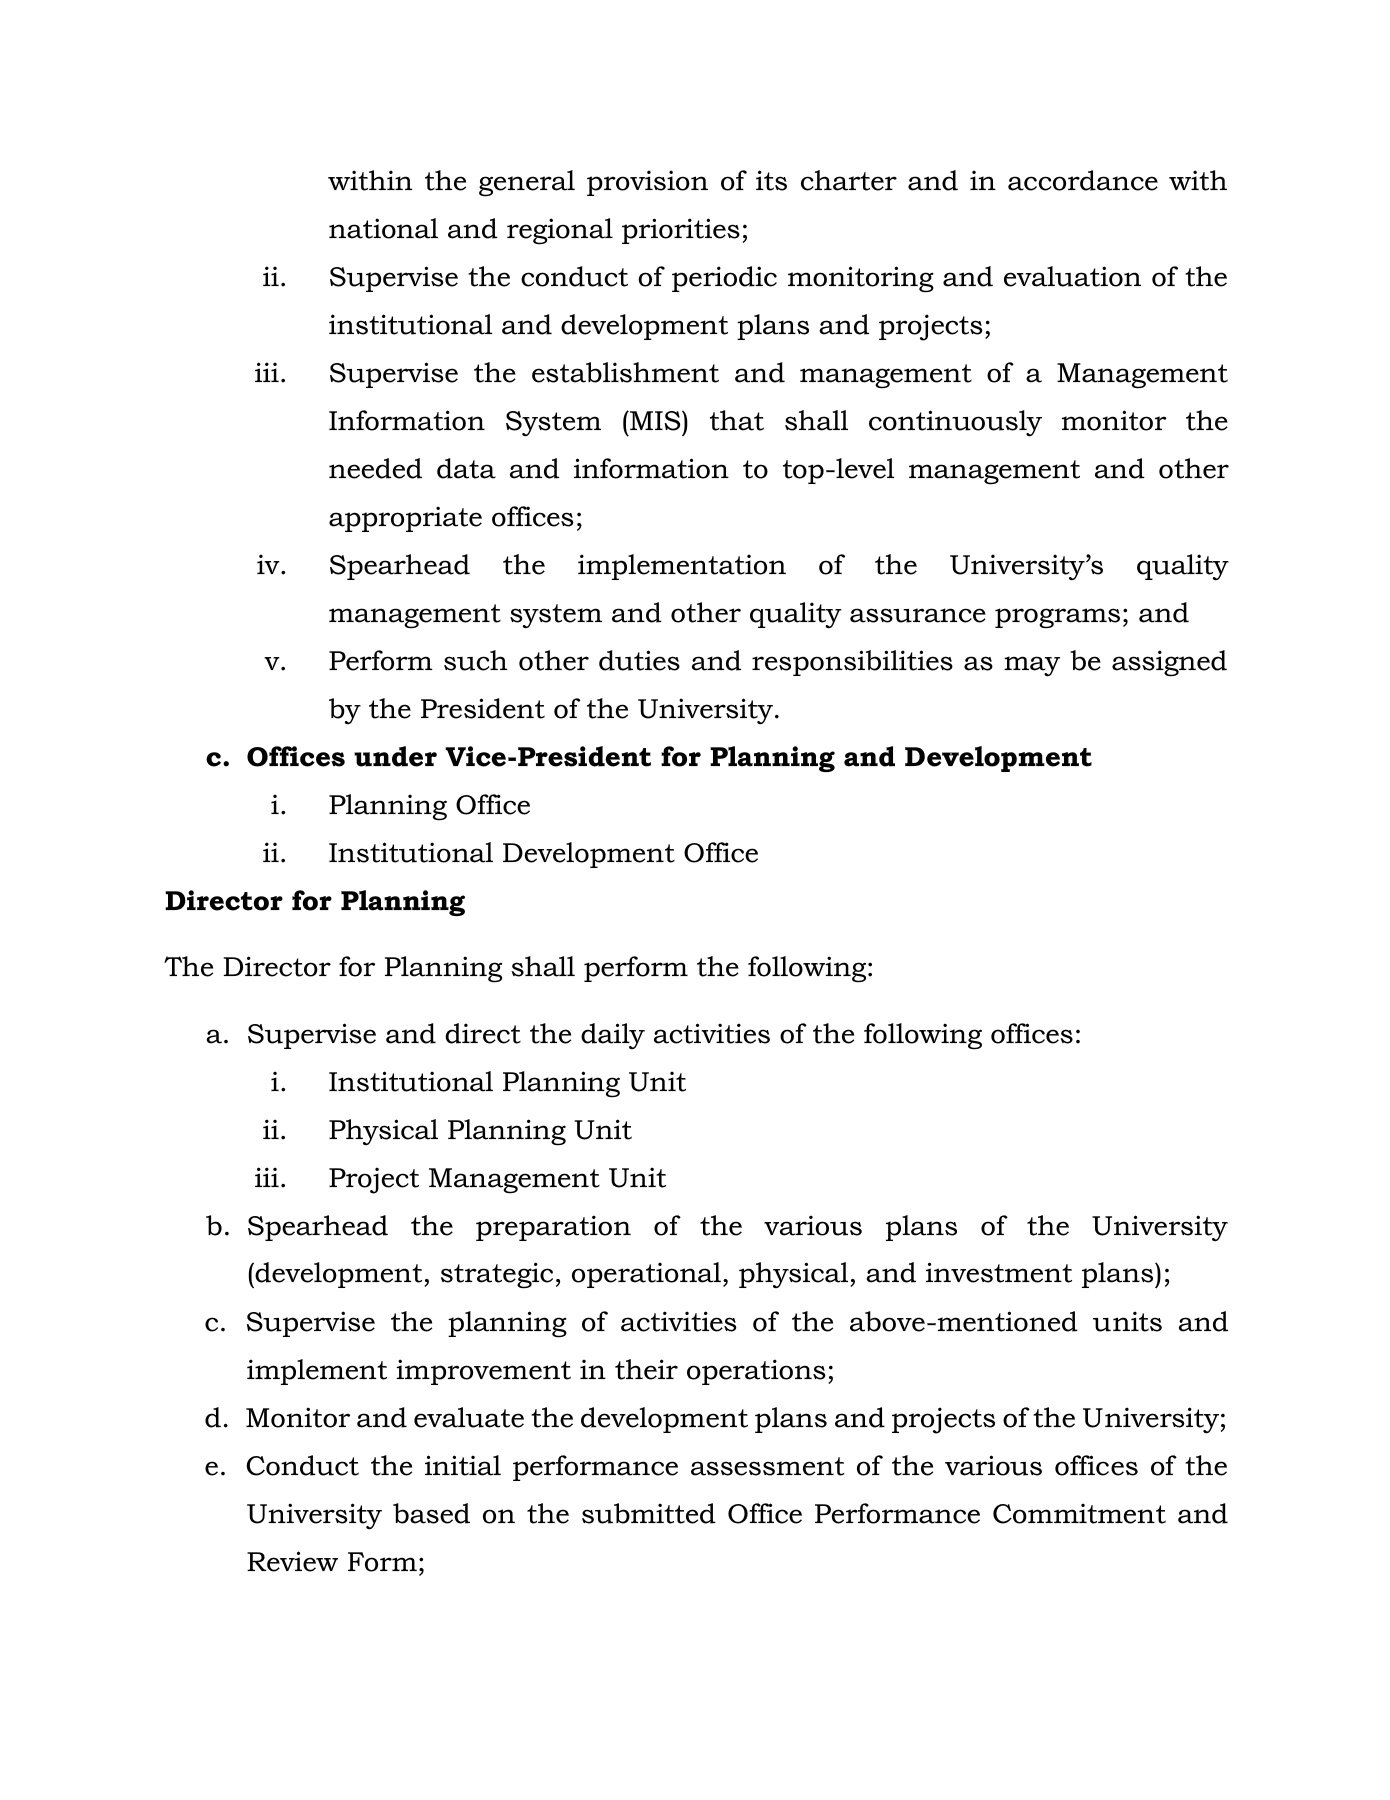 within the general provision of its charter and in accordance with
national and regional priorities;
ii. Supervise the conduct of periodic monitoring and evaluation of the
institutional and development plans and projects;
iii. Supervise the establishment and management of a Management
Information System (MIS) that shall continuously monitor the
needed data and information to top-level management and other
appropriate offices;
iv. Spearhead the implementation of the University’s quality
management system and other quality assurance programs; and
v. Perform such other duties and responsibilities as may be assigned
by the President of the University.
c. Offices under Vice-President for Planning and Development
i. Planning Office
ii. Institutional Development Office
Director for Planning
The Director for Planning shall perform the following:
a. Supervise and direct the daily activities of the following offices:
i. Institutional Planning Unit
ii. Physical Planning Unit
iii. Project Management Unit
b. Spearhead the preparation of the various plans of the University
(development, strategic, operational, physical, and investment plans);
c. Supervise the planning of activities of the above-mentioned units and
implement improvement in their operations;
d. Monitor and evaluate the development plans and projects of the University;
e. Conduct the initial performance assessment of the various offices of the
University based on the submitted Office Performance Commitment and
Review Form;